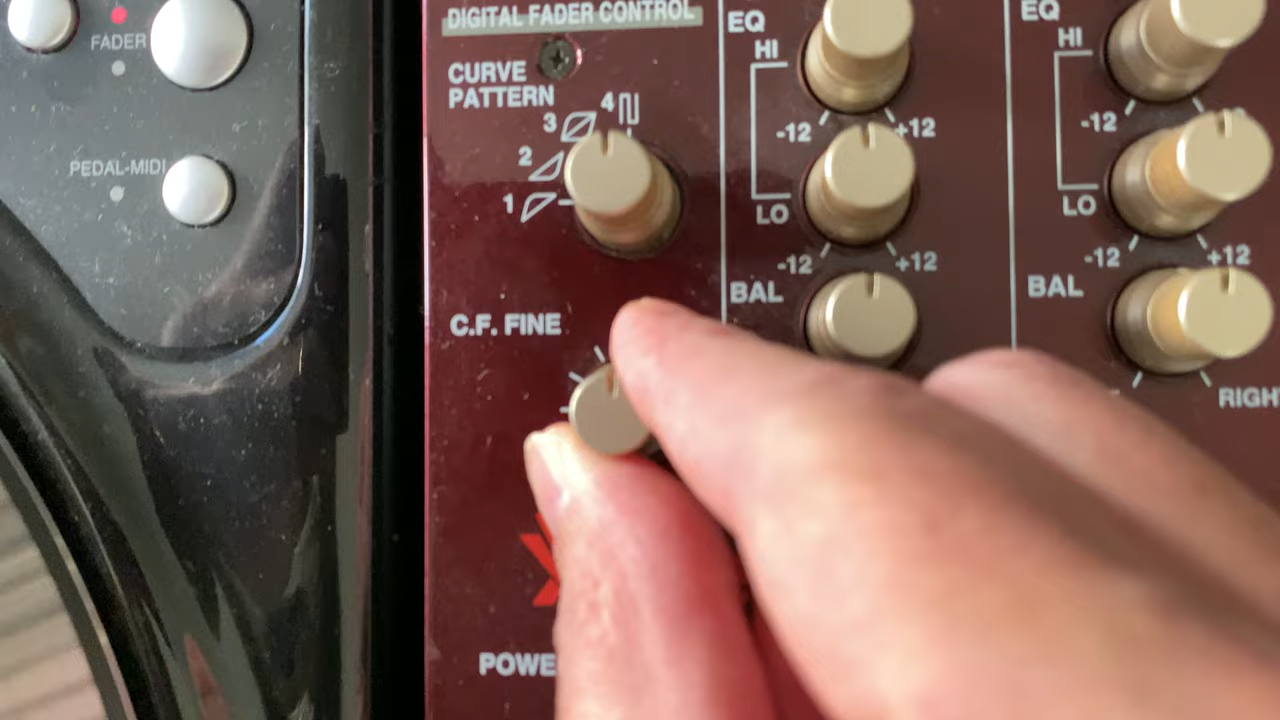 FADER
PEDAL-MIDI
DIGITAL FADER CONTROL
CURVE
PATTERN
4
3
2
1
C.F. FINE
EQ
HI
-12 +12
LO
-12 +12
BAL
EQ
HI
-12
LO
-12 +12
BAL
RIGHT